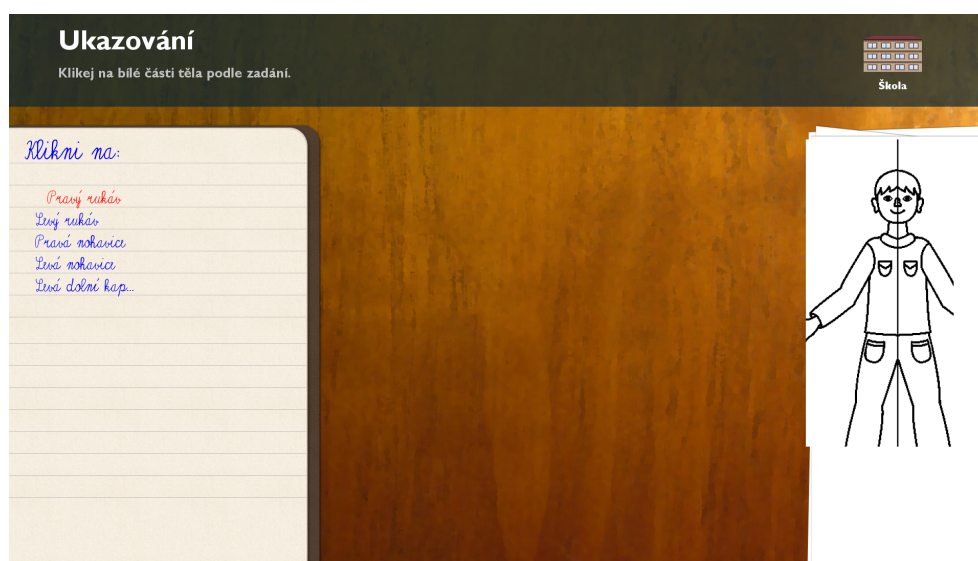 Ukazování
Klikej na bílé části těla podle zadání.
Škola
Klikni na:
Pravý rukáv
Levý rukáv
Pravá nohavice
Levá nohavice
Levá dolní kap...